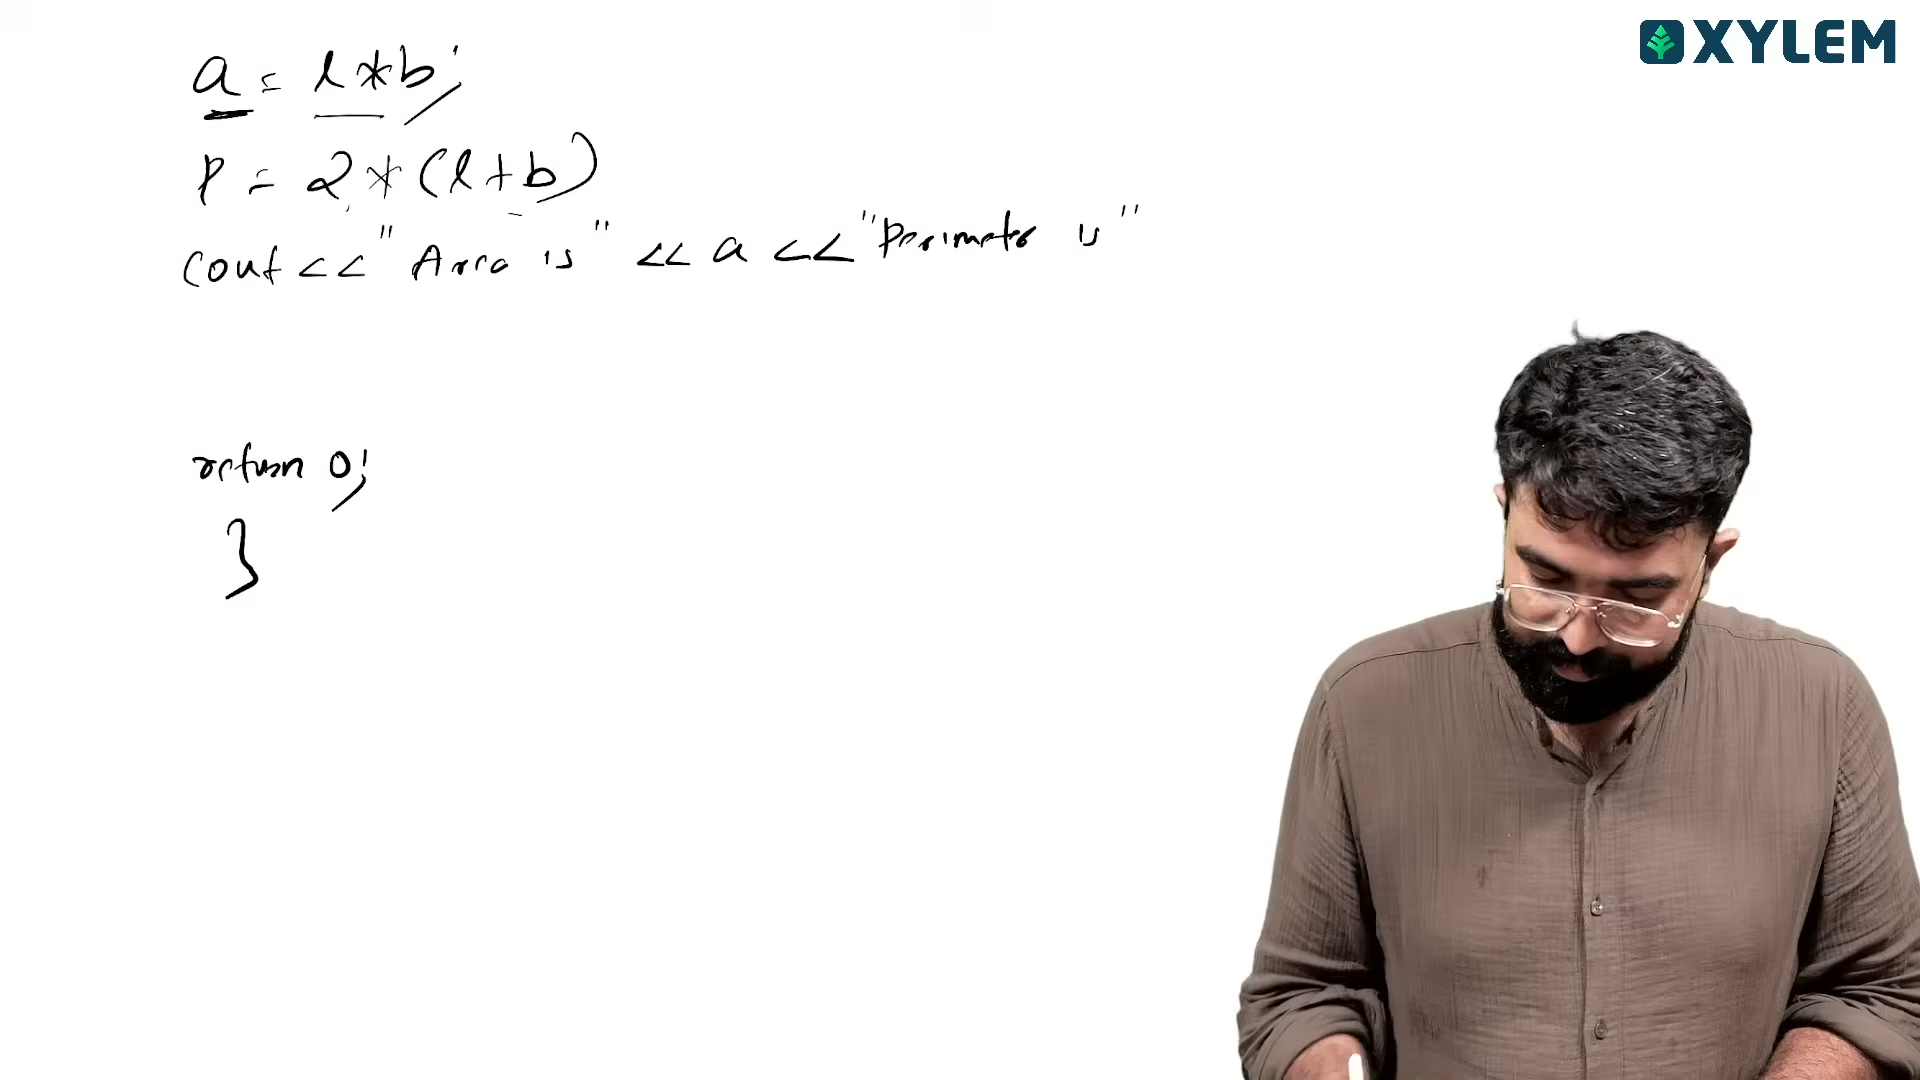 XYLEM
a = l*b;
P = 2*(l+b)
cout << "Area is" << a << "Perimeter is"
return 0;
}